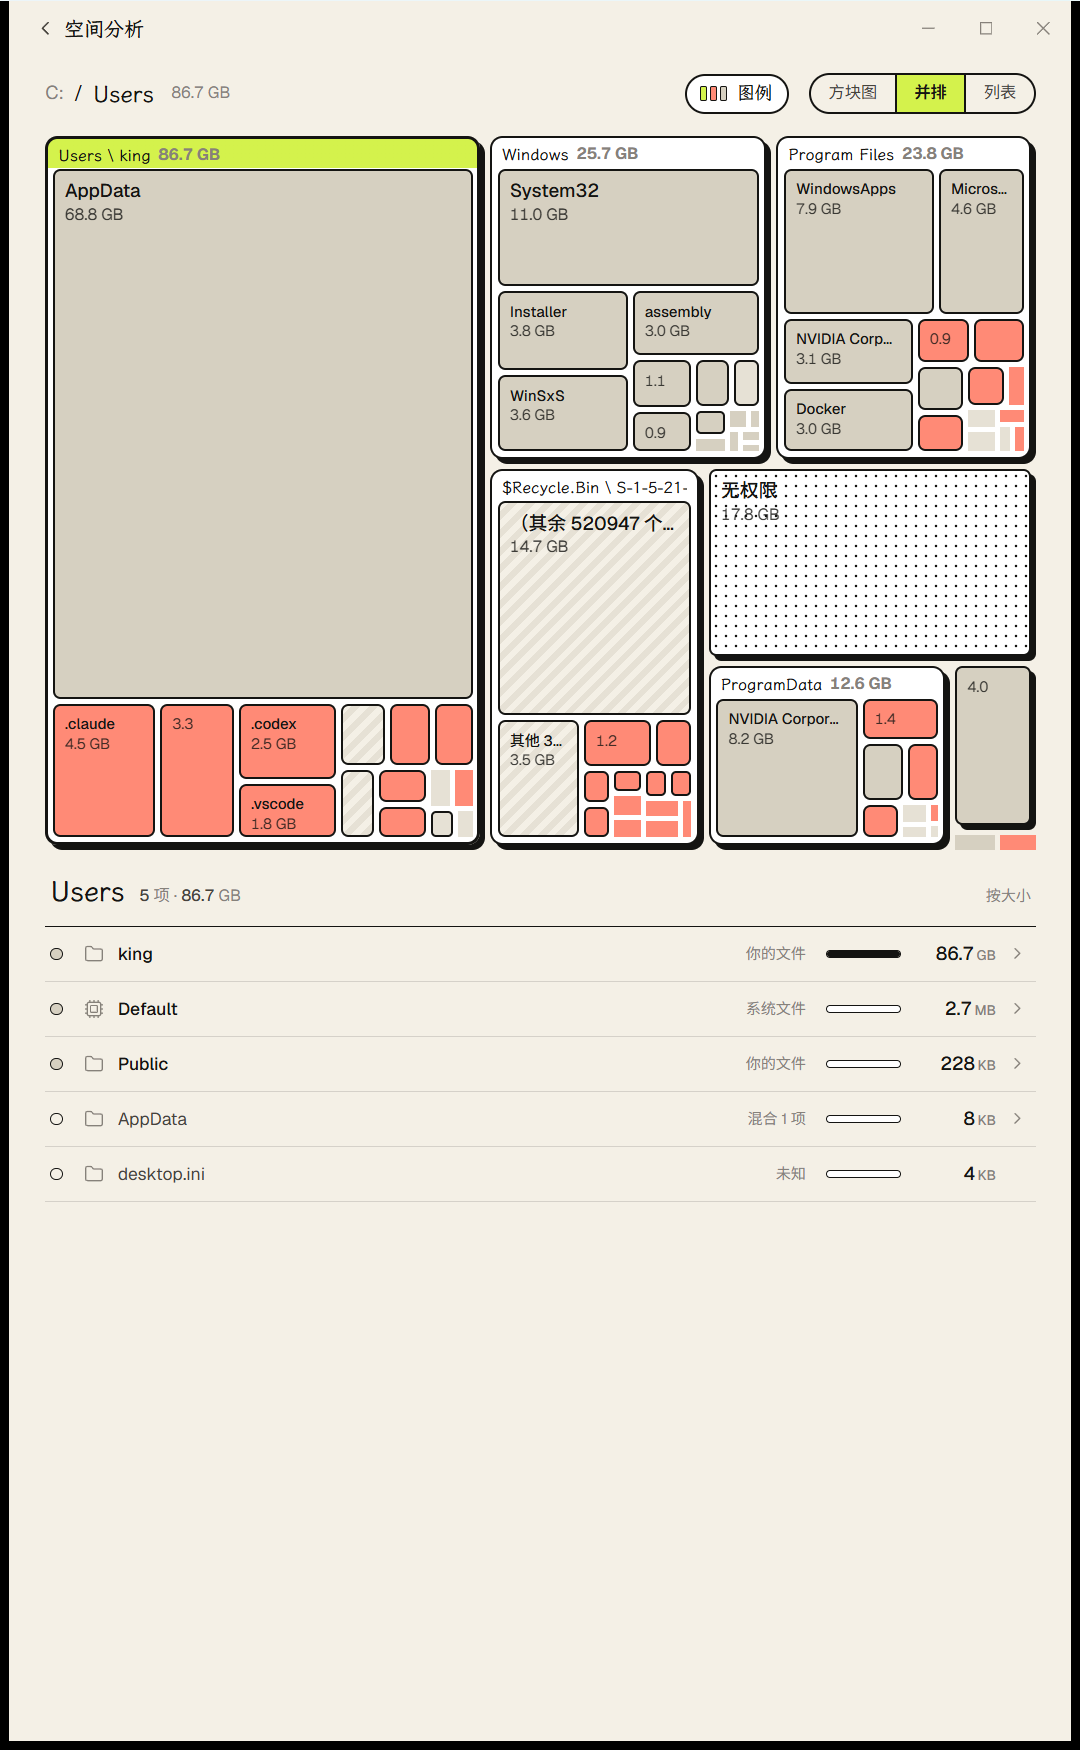 空间分析
C: / Users 86.7 GB
图例
方块图 并排 列表
Users \ king 86.7 GB
AppData
68.8 GB
.claude
4.5 GB
3.3
.codex
2.5 GB
.vscode
1.8 GB
Windows 25.7 GB
System32
11.0 GB
Installer
3.8 GB
assembly
3.0 GB
WinSxS
3.6 GB
1.1
0.9
Program Files 23.8 GB
WindowsApps
7.9 GB
Micros...
4.6 GB
NVIDIA Corp...
3.1 GB
0.9
Docker
3.0 GB
$Recycle.Bin \ S-1-5-21-
（其余 520947 个...
14.7 GB
其他 3...
3.5 GB
1.2
无权限
17.8 GB
ProgramData 12.6 GB
NVIDIA Corpor...
8.2 GB
1.4
4.0
Users 5 项 · 86.7 GB 按大小
king 你的文件 86.7 GB
Default 系统文件 2.7 MB
Public 你的文件 228 KB
AppData 混合 1 项 8 KB
desktop.ini 未知 4 KB